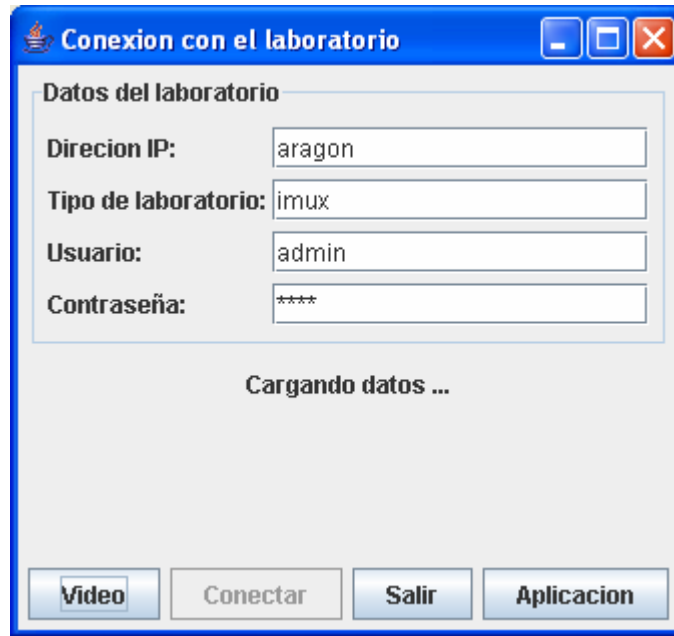 Conexion con el laboratorio
Datos del laboratorio
Direcion IP: aragon
Tipo de laboratorio: imux
Usuario: admin
Contraseña: ****
Cargando datos ...
Video Conectar Salir Aplicacion